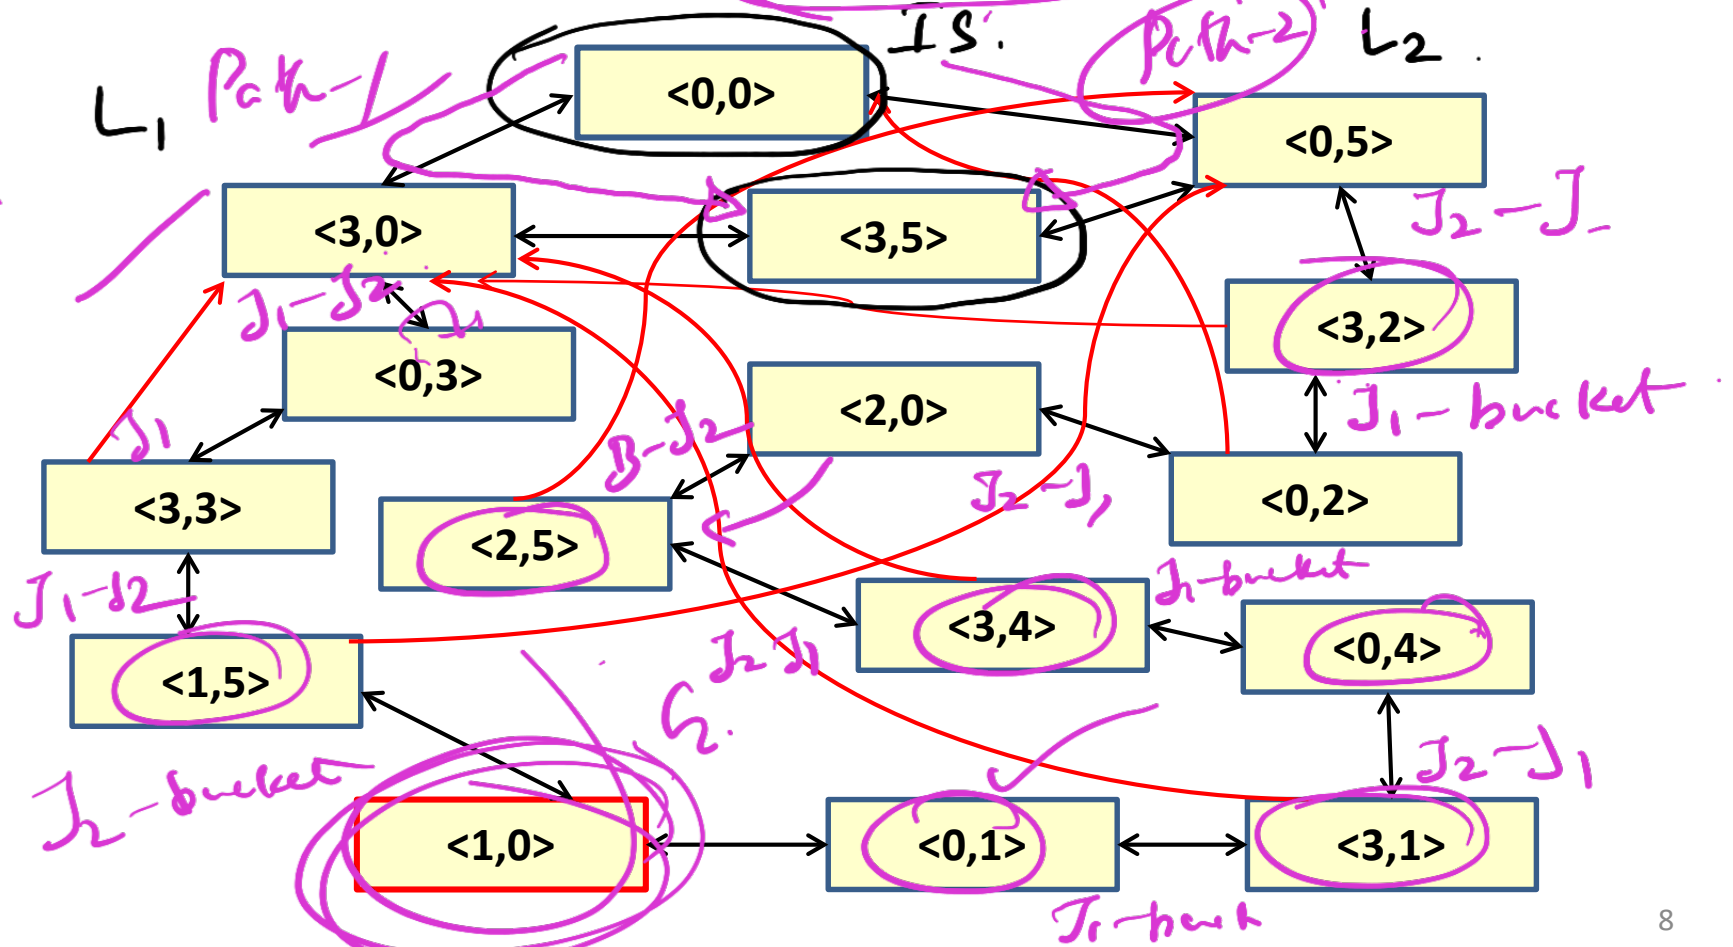 IS.
Path-2
L2
Path-1
L1
<0,0>
<0,5>
<3,0>
<3,5>
J2-J
J1-J2
<3,2>
<0,3>
J1-bucket
<2,0>
J1
B-J2
<3,3>
J2-J1
<0,2>
<2,5>
J1-bucket
J1-J2
<3,4>
<0,4>
J2 J1
<1,5>
J2-J1
J2-bucket
<1,0>
<0,1>
<3,1>
8